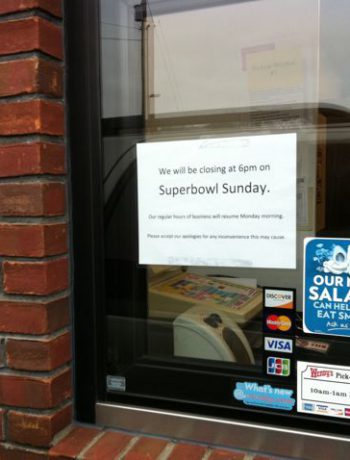 We will be closing at 6pm on
Superbowl Sunday.
Our regular hours of business will resume Monday morning.
Please accept our apologies for any inconvenience this may cause.
OUR
SALA
CAN HEL
EAT SM
DISCOVER
MasterCard
VISA
JCB
WENDY'S Pick-
10am-1am
What's new